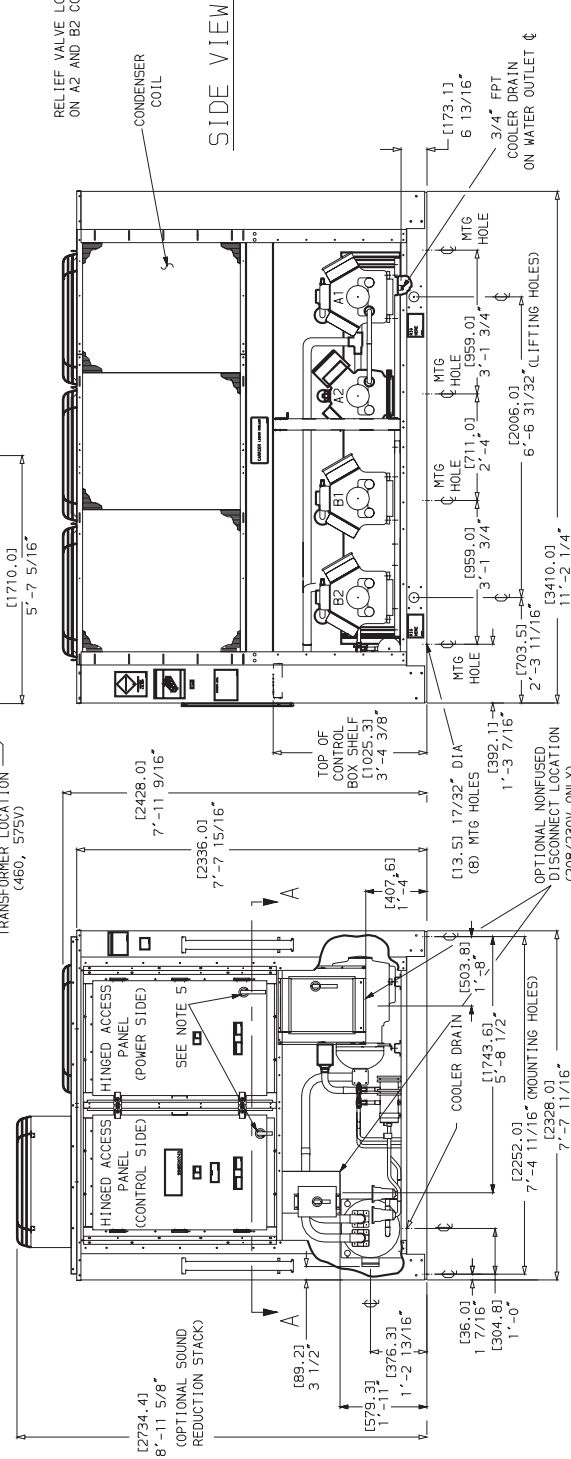 RELIEF VALVE LO
ON A2 AND B2 CO
CONDENSER
COIL
SIDE VIEW
[173.1]
6 13/16"
3/4" FPT
COOLER DRAIN
ON WATER OUTLET ℄
[1710.0]
5'-7 5/16"
CARRIER
A1
A2
B1
B2
TOP OF
CONTROL
BOX SHELF
[1025.3]
3'-4 3/8"
MTG
HOLE
℄ MTG
HOLE
℄ MTG
HOLE
℄ MTG
HOLE
[959.0]
3'-1 3/4"
[711.0]
2'-4"
[959.0]
3'-1 3/4"
[2006.0]
6'-6 31/32" (LIFTING HOLES)
[703.5]
2'-3 11/16"
[3410.0]
11'-2 1/4"
[392.1]
1'-3 7/16"
[13.5] 17/32" DIA
(8) MTG HOLES
TRANSFORMER LOCATION
(460, 575V)
[2428.0]
7'-11 9/16"
[2336.0]
7'-7 15/16"
A
A
HINGED ACCESS
PANEL
(POWER SIDE)
SEE NOTE 5
HINGED ACCESS
PANEL
(CONTROL SIDE)
[2734.4]
8'-11 5/8"
(OPTIONAL SOUND
REDUCTION STACK)
[407.6]
1'-4"
OPTIONAL NONFUSED
DISCONNECT LOCATION
(208/230V ONLY)
[503.8]
1'-8"
COOLER DRAIN
[1743.6]
5'-8 1/2"
[2252.0]
7'-4 11/16" (MOUNTING HOLES)
[2328.0]
7'-7 11/16"
[89.2]
3 1/2"
[376.3]
1'-2 13/16"
[579.3]
1'-11"
[36.0]
1 7/16"
[304.8]
1'-0"
℄
℄
℄
℄
℄
℄